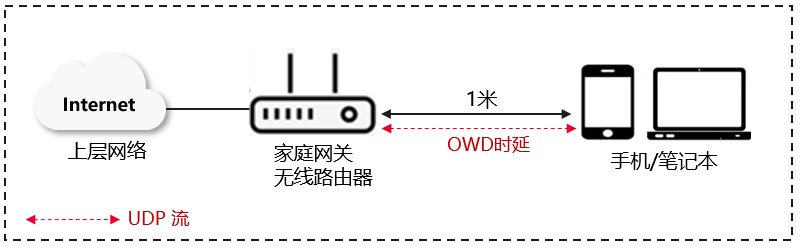 Internet
上层网络
家庭网关
无线路由器
1米
OWD时延
手机/笔记本
UDP 流